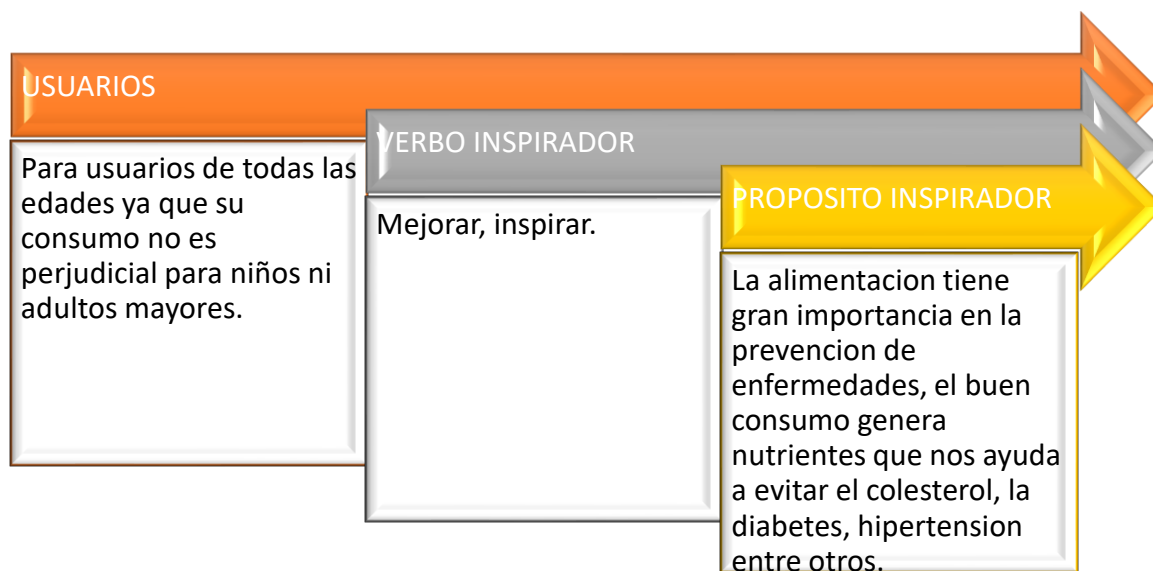 USUARIOS
Para usuarios de todas las
edades ya que su
consumo no es
perjudicial para niños ni
adultos mayores.
VERBO INSPIRADOR
Mejorar, inspirar.
PROPOSITO INSPIRADOR
La alimentacion tiene
gran importancia en la
prevencion de
enfermedades, el buen
consumo genera
nutrientes que nos ayuda
a evitar el colesterol, la
diabetes, hipertension
entre otros.